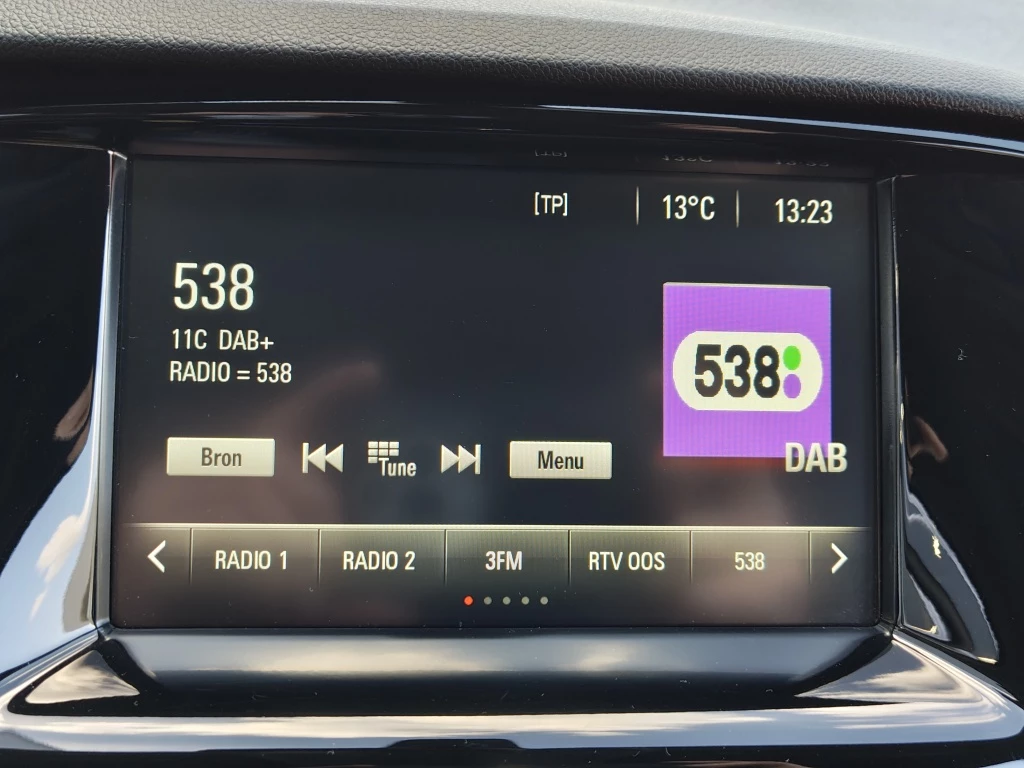 [TP] 13°C 13:23
538
11C DAB+
RADIO = 538
538
DAB
Bron Tune Menu
RADIO 1 RADIO 2 3FM RTV OOS 538